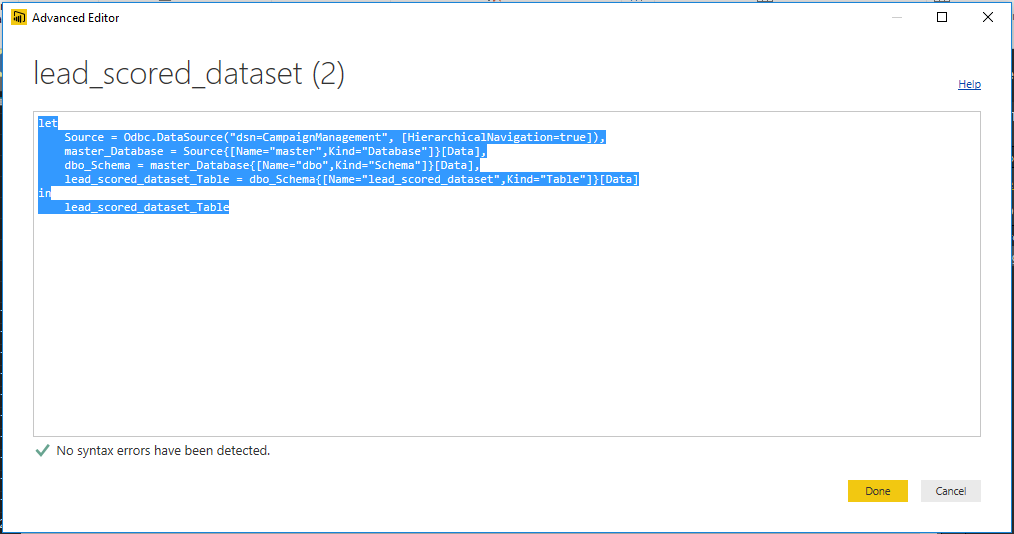 Advanced Editor
lead_scored_dataset (2)
Help
let
    Source = Odbc.DataSource("dsn=CampaignManagement", [HierarchicalNavigation=true]),
    master_Database = Source{[Name="master",Kind="Database"]}[Data],
    dbo_Schema = master_Database{[Name="dbo",Kind="Schema"]}[Data],
    lead_scored_dataset_Table = dbo_Schema{[Name="lead_scored_dataset",Kind="Table"]}[Data]
in
    lead_scored_dataset_Table
No syntax errors have been detected.
Done
Cancel